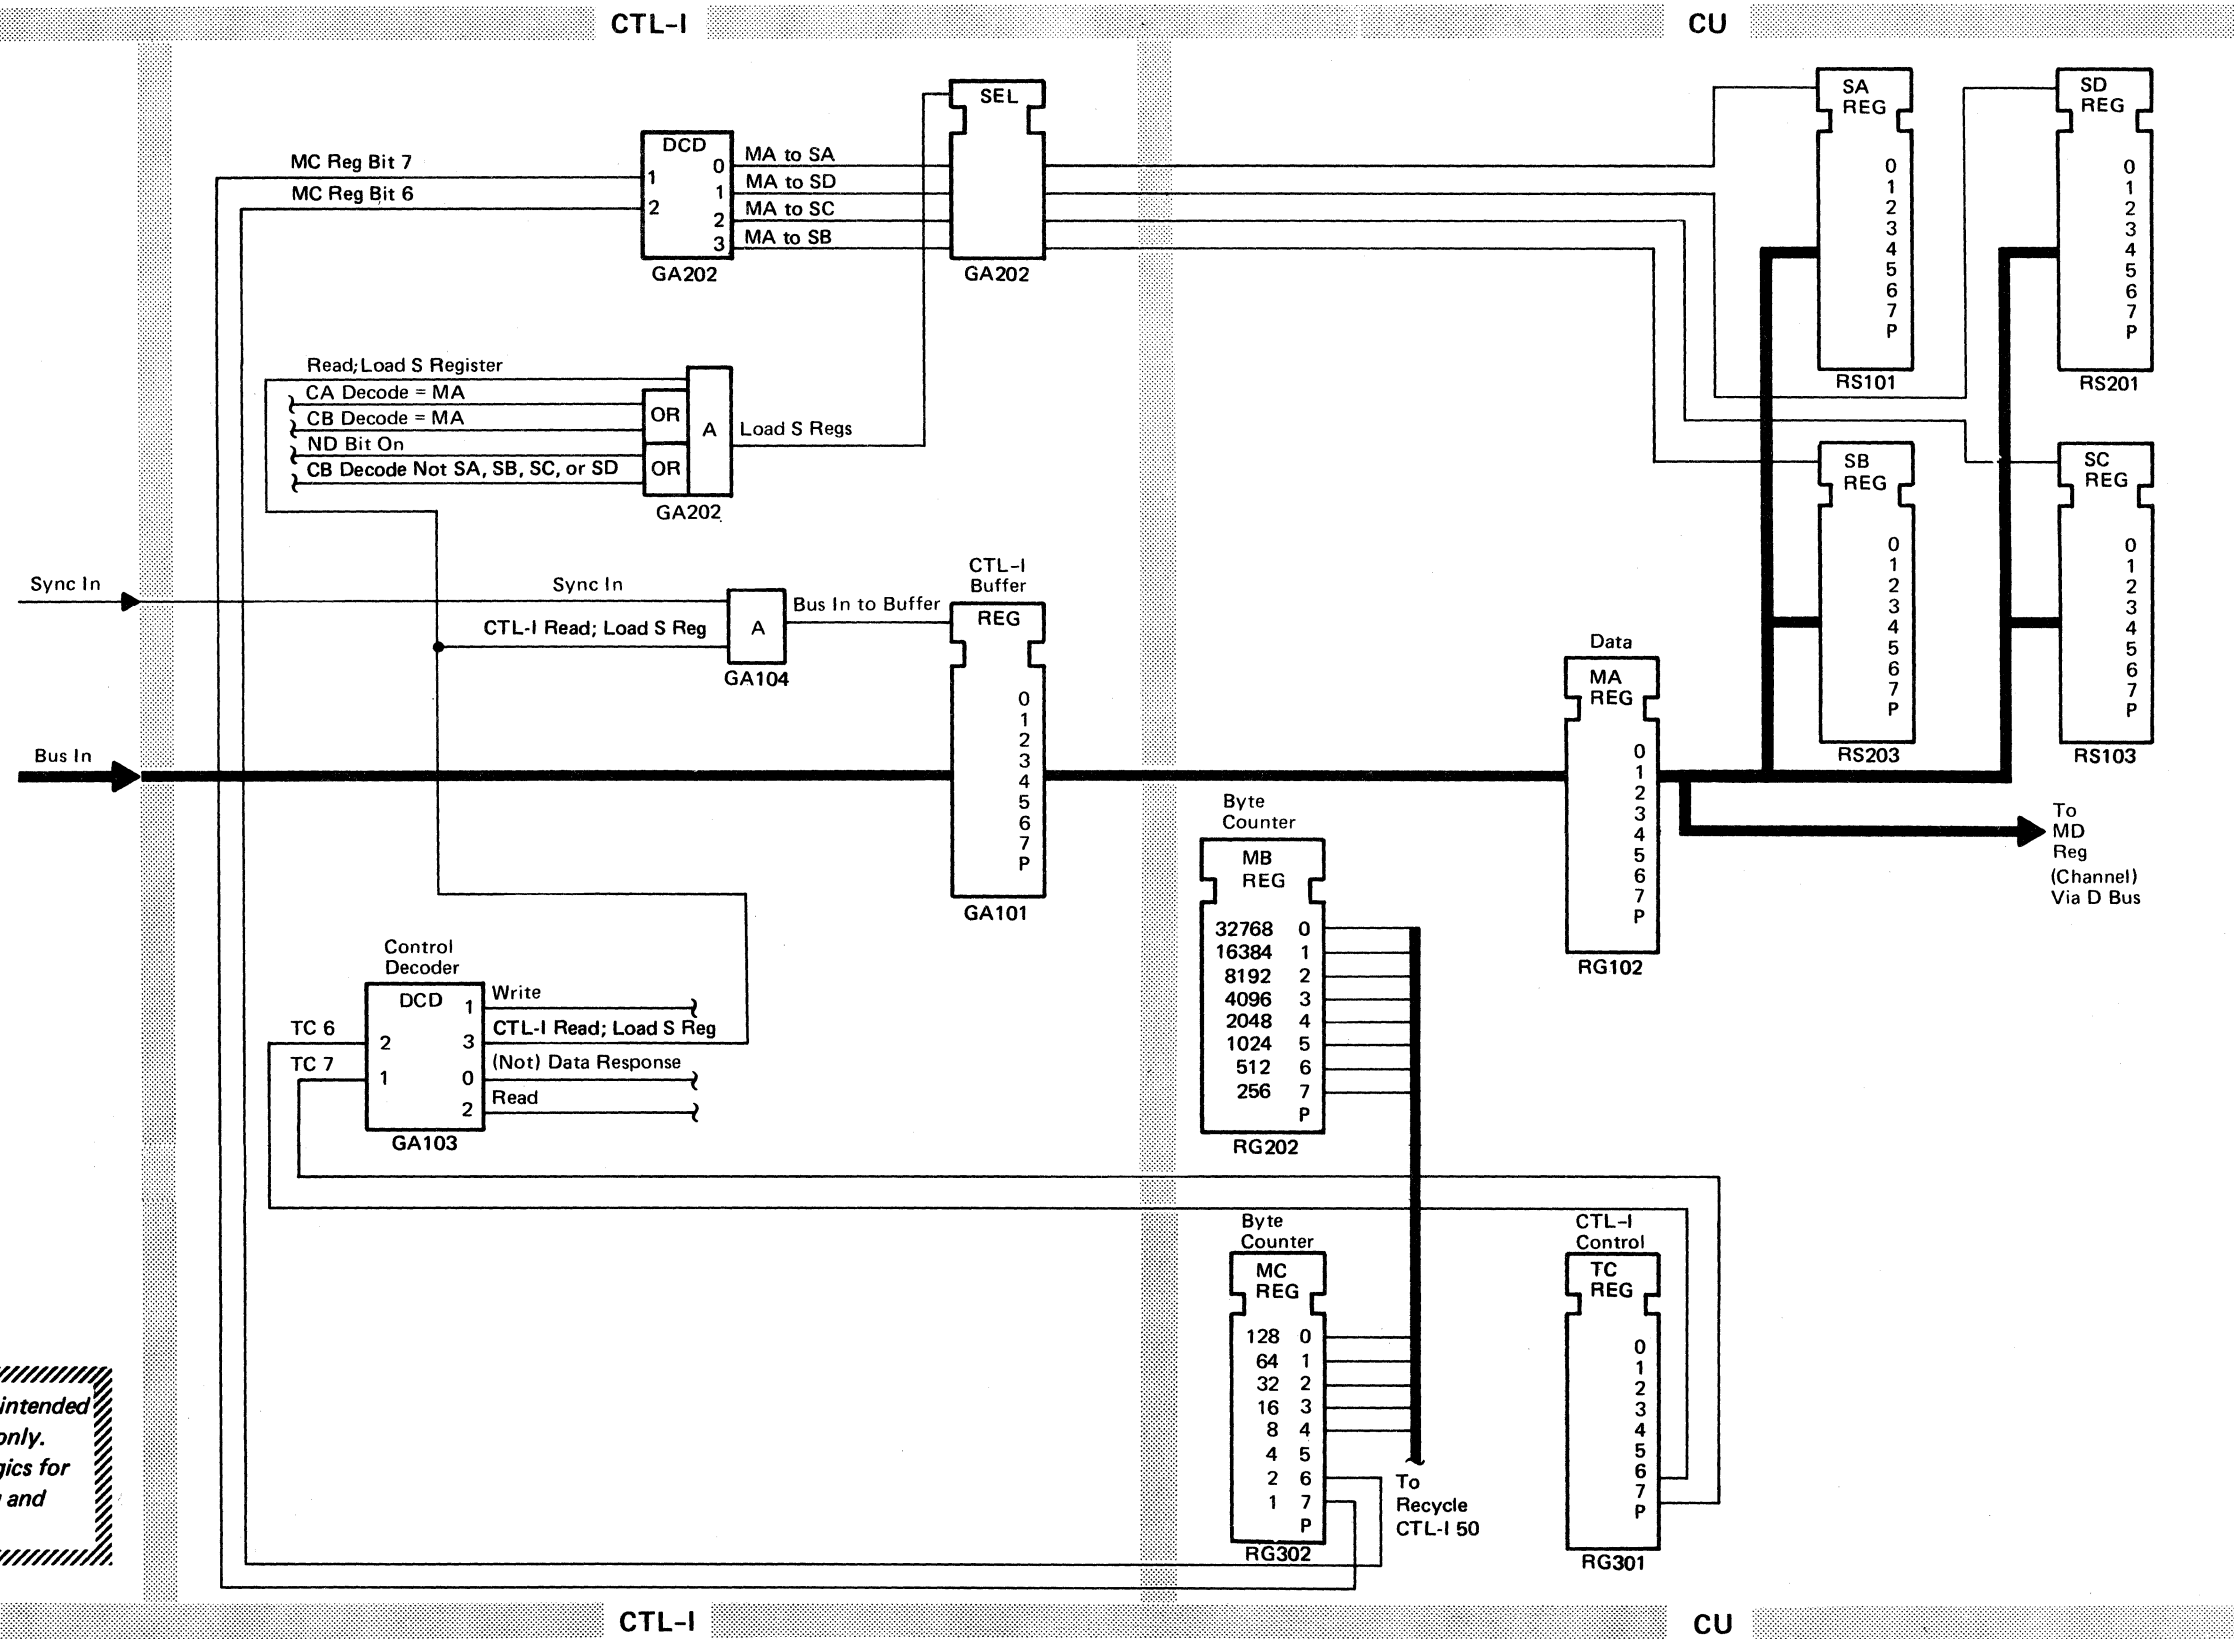 CTL-I
CU
SEL
SA
REG
SD
REG
DCD
MC Reg Bit 7
MC Reg Bit 6
1
2
0
1
2
3
MA to SA
MA to SD
MA to SC
MA to SB
GA202
GA202
0
1
2
3
4
5
6
7
P
RS101
0
1
2
3
4
5
6
7
P
RS201
Read;Load S Register
CA Decode = MA
CB Decode = MA
ND Bit On
CB Decode Not SA, SB, SC, or SD
OR
OR
A
Load S Regs
GA202
SB
REG
0
1
2
3
4
5
6
7
P
RS203
SC
REG
0
1
2
3
4
5
6
7
P
RS103
Sync In
Sync In
CTL-I Read; Load S Reg
A
GA104
Bus In to Buffer
CTL-I
Buffer
REG
0
1
2
3
4
5
6
7
P
GA101
Bus In
Data
MA
REG
0
1
2
3
4
5
6
7
P
RG102
To
MD
Reg
(Channel)
Via D Bus
Byte
Counter
MB
REG
32768 0
16384 1
8192 2
4096 3
2048 4
1024 5
512 6
256 7
P
RG202
Control
Decoder
DCD
TC 6
TC 7
2
1
1
3
0
2
Write
CTL-I Read; Load S Reg
(Not) Data Response
Read
GA103
Byte
Counter
MC
REG
128 0
64 1
32 2
16 3
8 4
4 5
2 6
1 7
P
RG302
To
Recycle
CTL-I 50
CTL-I
Control
TC
REG
0
1
2
3
4
5
6
7
P
RG301
intended
only.
gics for
and
CTL-I
CU